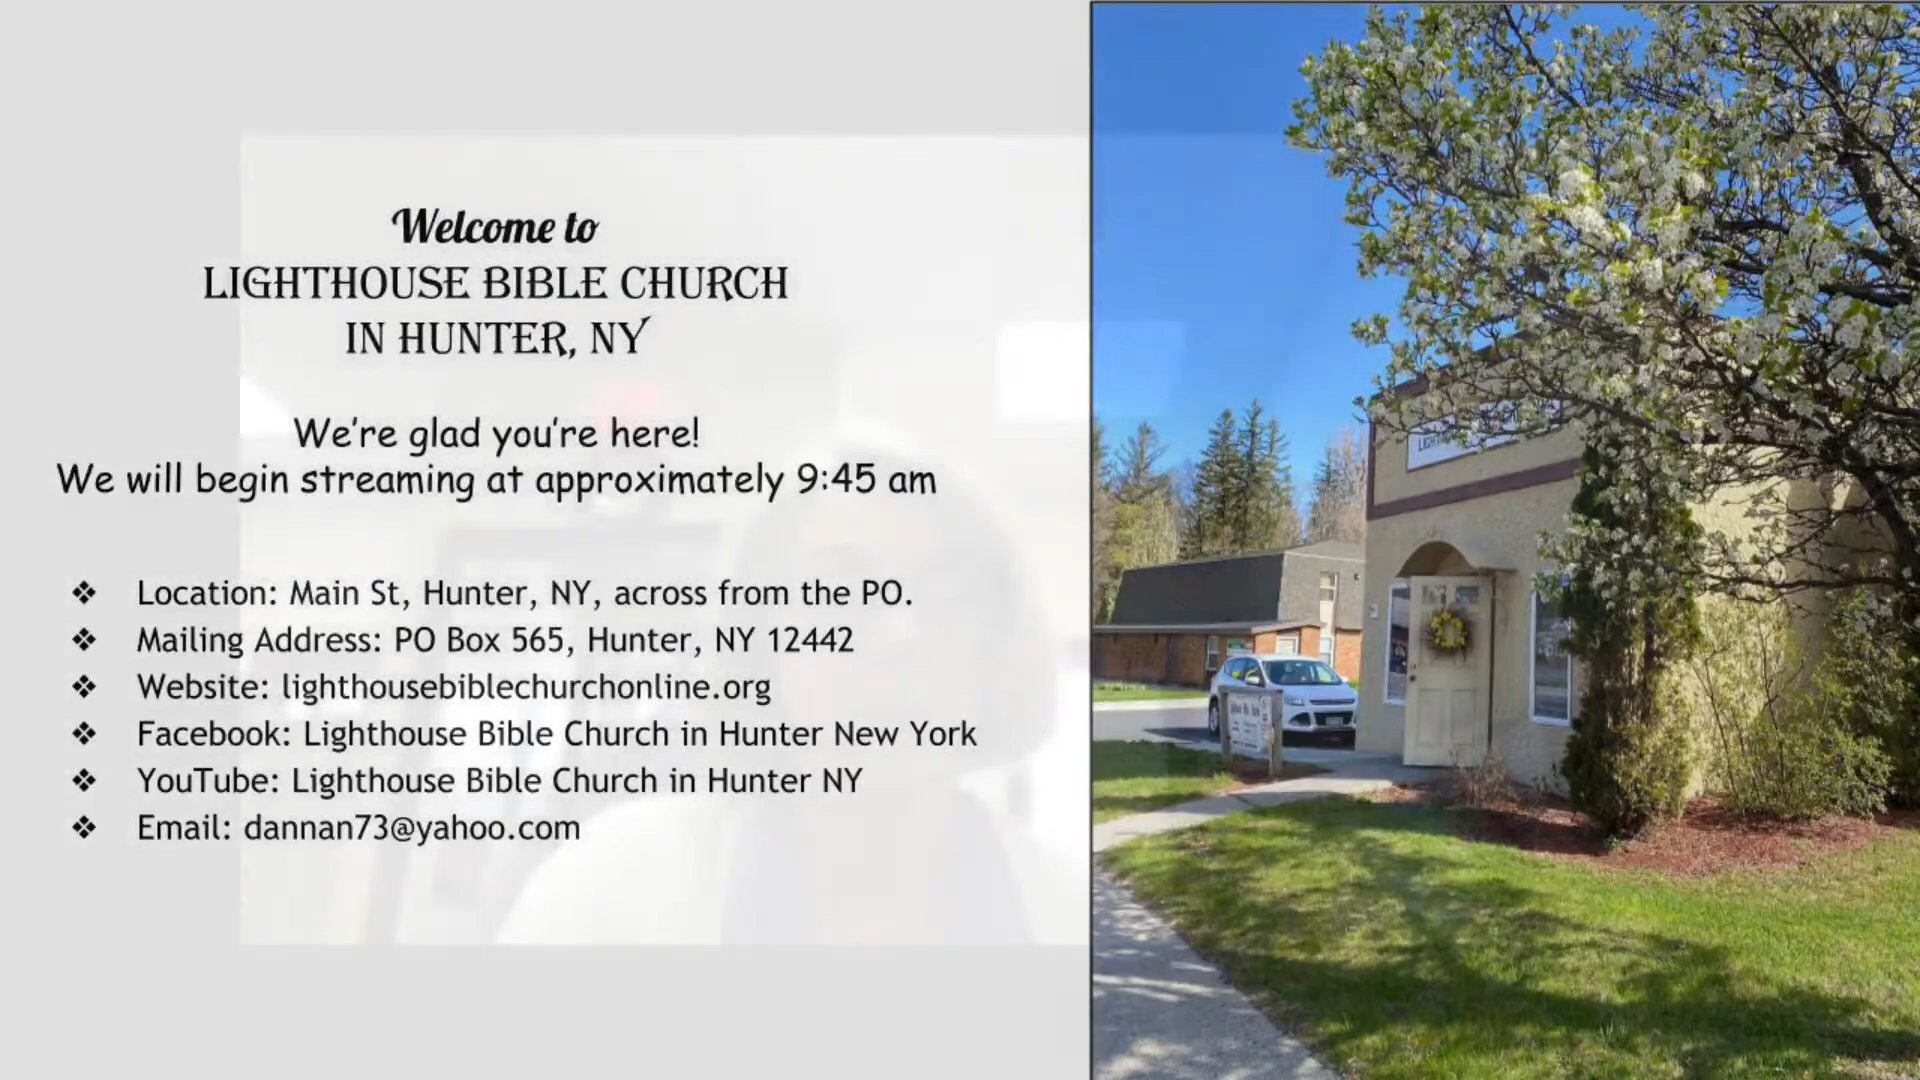 Welcome to
LIGHTHOUSE BIBLE CHURCH
IN HUNTER, NY
We're glad you're here!
We will begin streaming at approximately 9:45 am
❖ Location: Main St, Hunter, NY, across from the PO.
❖ Mailing Address: PO Box 565, Hunter, NY 12442
❖ Website: lighthousebiblechurchonline.org
❖ Facebook: Lighthouse Bible Church in Hunter New York
❖ YouTube: Lighthouse Bible Church in Hunter NY
❖ Email: dannan73@yahoo.com